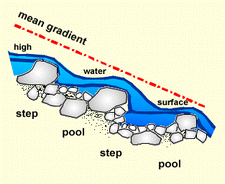 mean gradient
high
water
surface
step
pool
step
pool